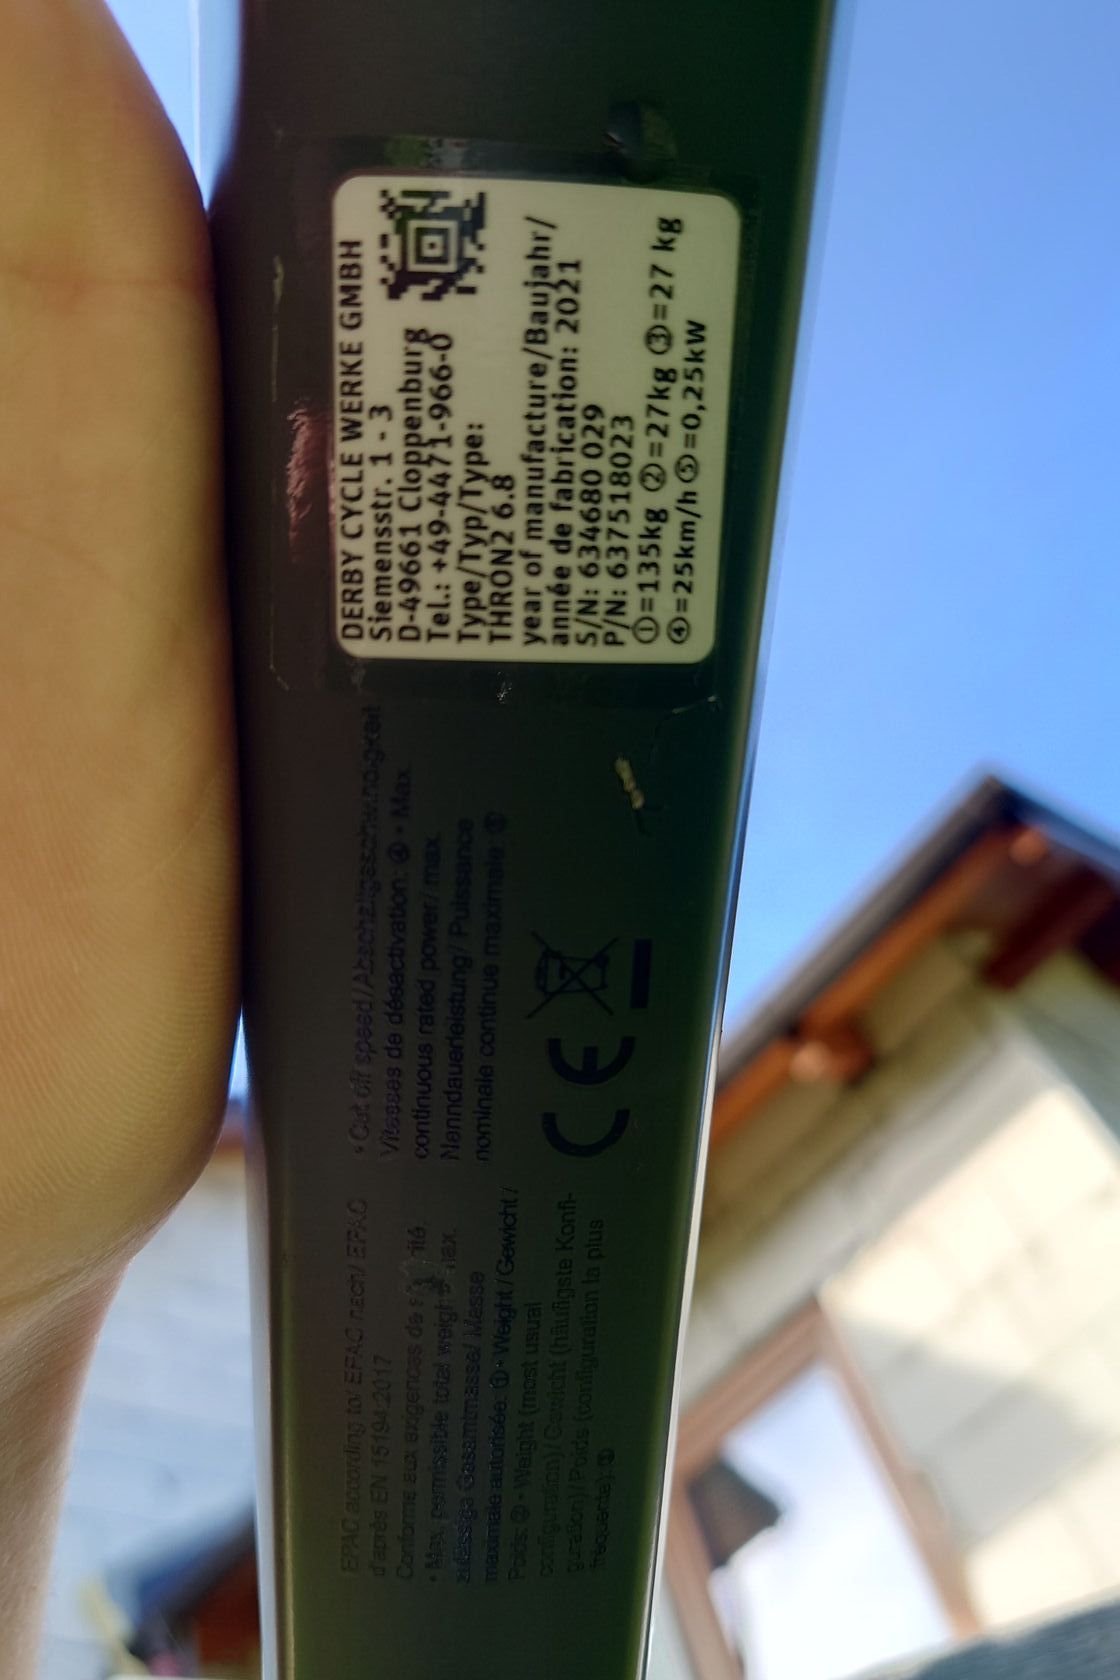 DERBY CYCLE WERKE GMBH
Siemensstr. 1 - 3
D-49661 Cloppenburg
Tel.: +49-4471-966-0
Type/Typ/Type:
THRON2 6.8
year of manufacture/Baujahr/
année de fabrication: 2021
S/N: 634680 029
P/N: 637518023
①=135kg ②=27kg ③=27 kg
④=25km/h ⑤=0,25kW
EPAC according to/ EPAC nach/ EPAC
d'après EN 15194:2017
Conforme aux exigences de
• Max. permissible total weight/ max.
zulässige Gesamtmasse/ Masse
maximale autorisée: ① • Weight / Gewicht /
Poids: ② • Weight (most usual
configuration)/Gewicht (häufigste Konfi-
guration)/Poids (configuration la plus
fréquente): ③
• Cut off speed / Abschaltgeschwindigkeit
Vitesses de désactivation: ④ • Max.
continuous rated power / max.
Nenndauerleistung / Puissance
nominale continue maximale: ⑤
CE